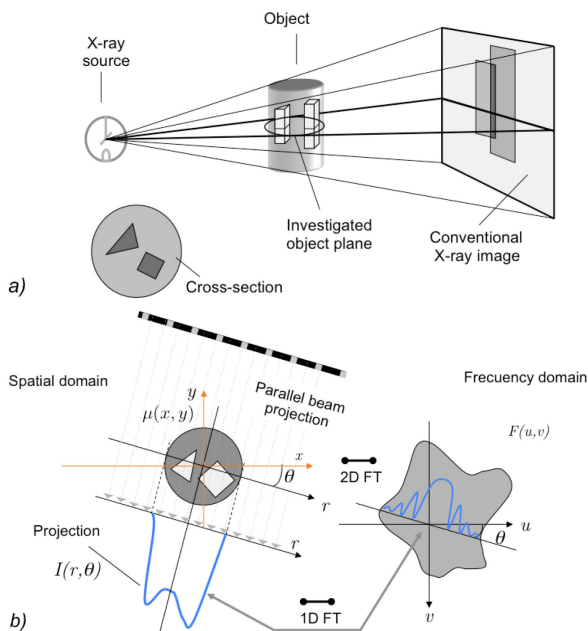 Object
X-ray
source
Investigated
object plane
Conventional
X-ray image
Cross-section
a)
Spatial domain
Parallel beam
projection
Frecuency domain
y
μ(x, y)
x
θ
r
F(u,v)
2D FT
u
θ
v
r
Projection
I(r,θ)
1D FT
b)